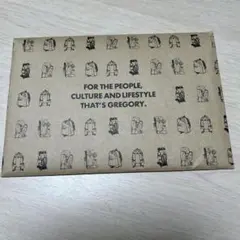 FOR THE PEOPLE,
CULTURE AND LIFESTYLE
THAT'S GREGORY.